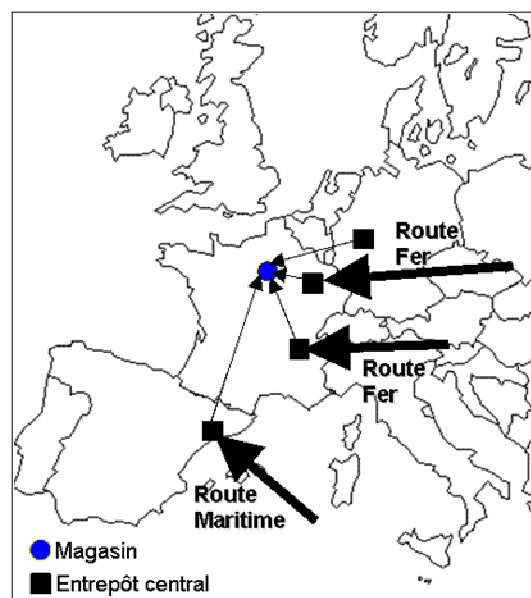 Route
Fer
Route
Fer
Route
Maritime
Magasin
Entrepôt central